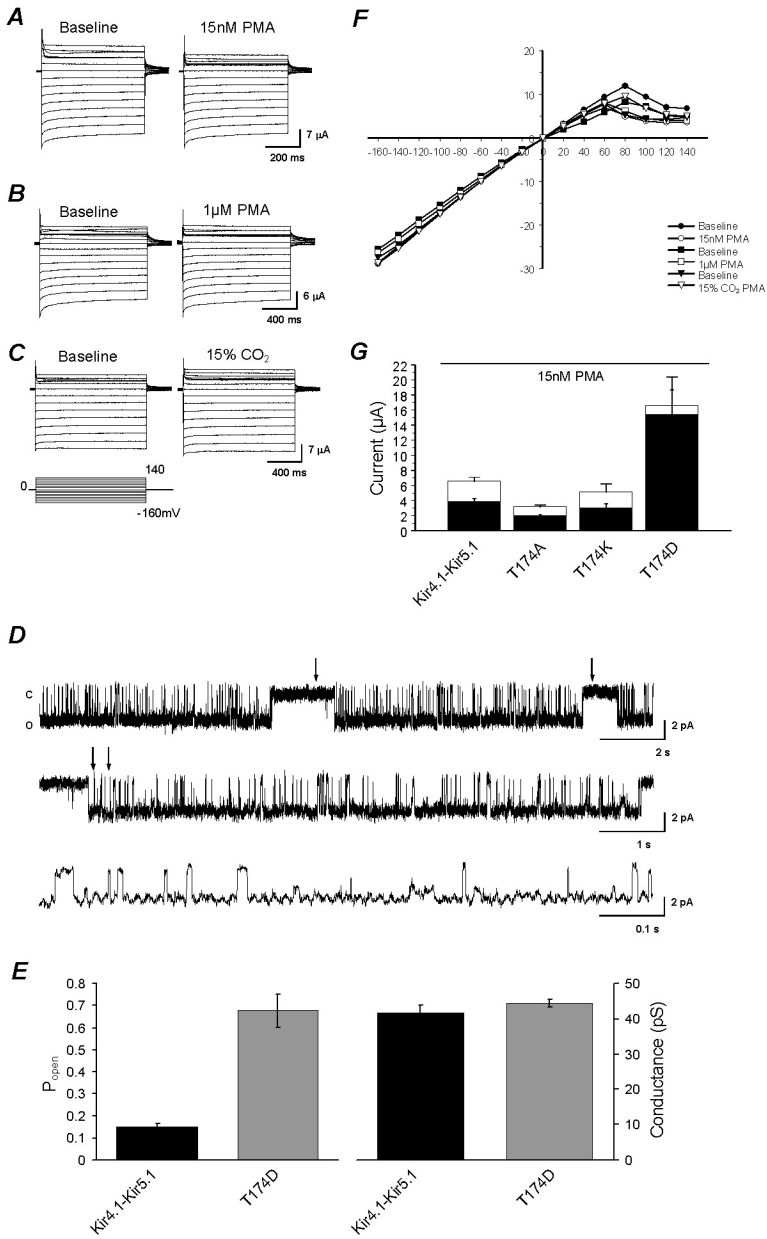 A
Baseline
15nM PMA
7 µA
200 ms
B
Baseline
1µM PMA
6 µA
400 ms
C
Baseline
15% CO₂
7 µA
400 ms
0
140
-160mV
F
20
10
0
-10
-20
-30
-160 -140 -120 -100 -80 -60 -40 -20 0 20 40 60 80 100 120 140
Baseline
15nM PMA
Baseline
1µM PMA
Baseline
15% CO₂ PMA
G
15nM PMA
Current (µA)
22
20
18
16
14
12
10
8
6
4
2
0
Kir4.1-Kir5.1
T174A
T174K
T174D
D
C
O
2 pA
2 s
2 pA
1 s
2 pA
0.1 s
E
Popen
0.8
0.7
0.6
0.5
0.4
0.3
0.2
0.1
0
Kir4.1-Kir5.1
T174D
Kir4.1-Kir5.1
T174D
50
40
30
20
10
0
Conductance (pS)